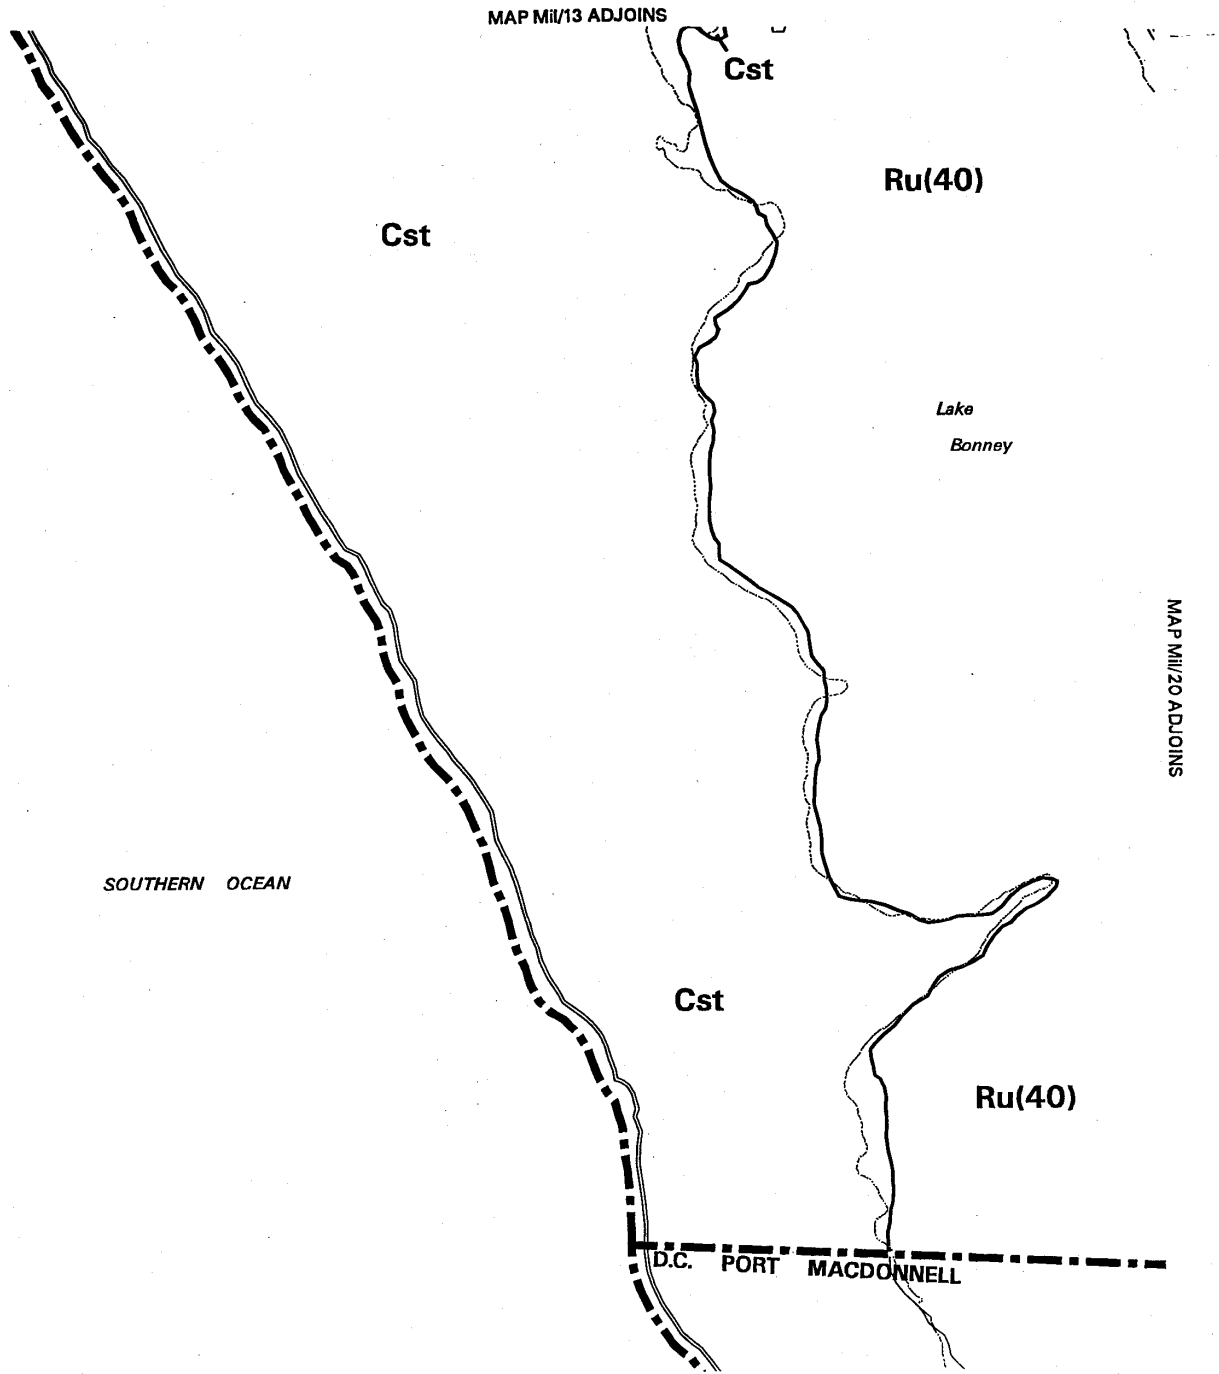 MAP Mil/13 ADJOINS
Cst
Ru(40)
Cst
Lake
Bonney
MAP Mil/20 ADJOINS
SOUTHERN OCEAN
Cst
Ru(40)
D.C. PORT MACDONNELL